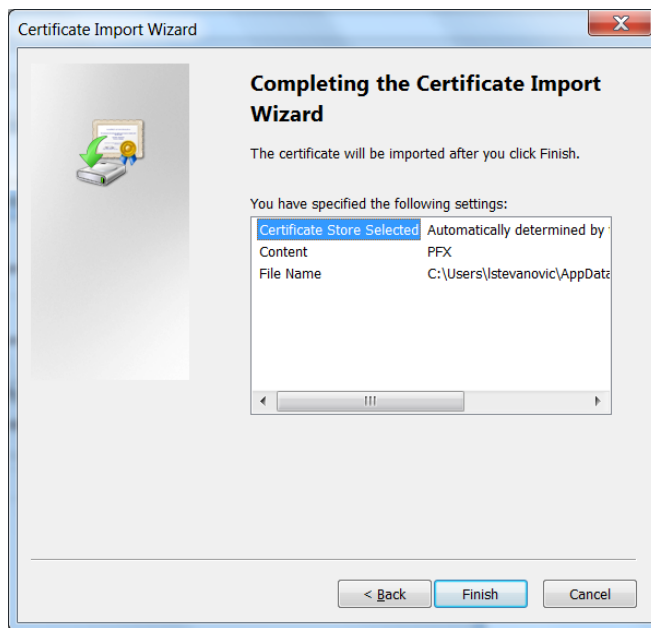 Certificate Import Wizard
X
Completing the Certificate Import
Wizard
The certificate will be imported after you click Finish.
You have specified the following settings:
Certificate Store Selected Automatically determined by
Content PFX
File Name C:\Users\lstevanovic\AppData
< Back Finish Cancel